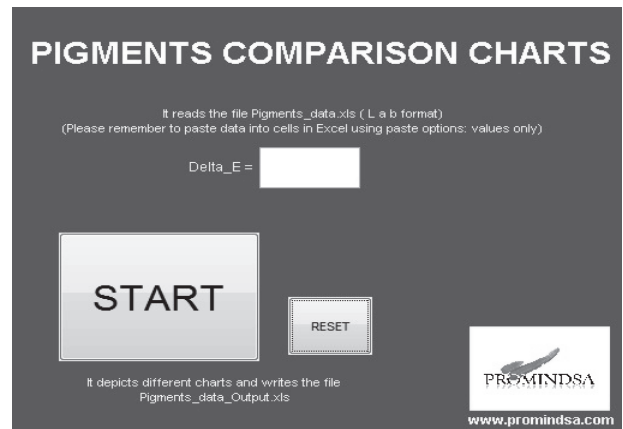 PIGMENTS COMPARISON CHARTS
It reads the file Pigments_data.xls ( L a b format)
(Please remember to paste data into cells in Excel using paste options: values only)
Delta_E =
START
RESET
It depicts different charts and writes the file
Pigments_data_Output.xls
PROMINDSA
www.promindsa.com